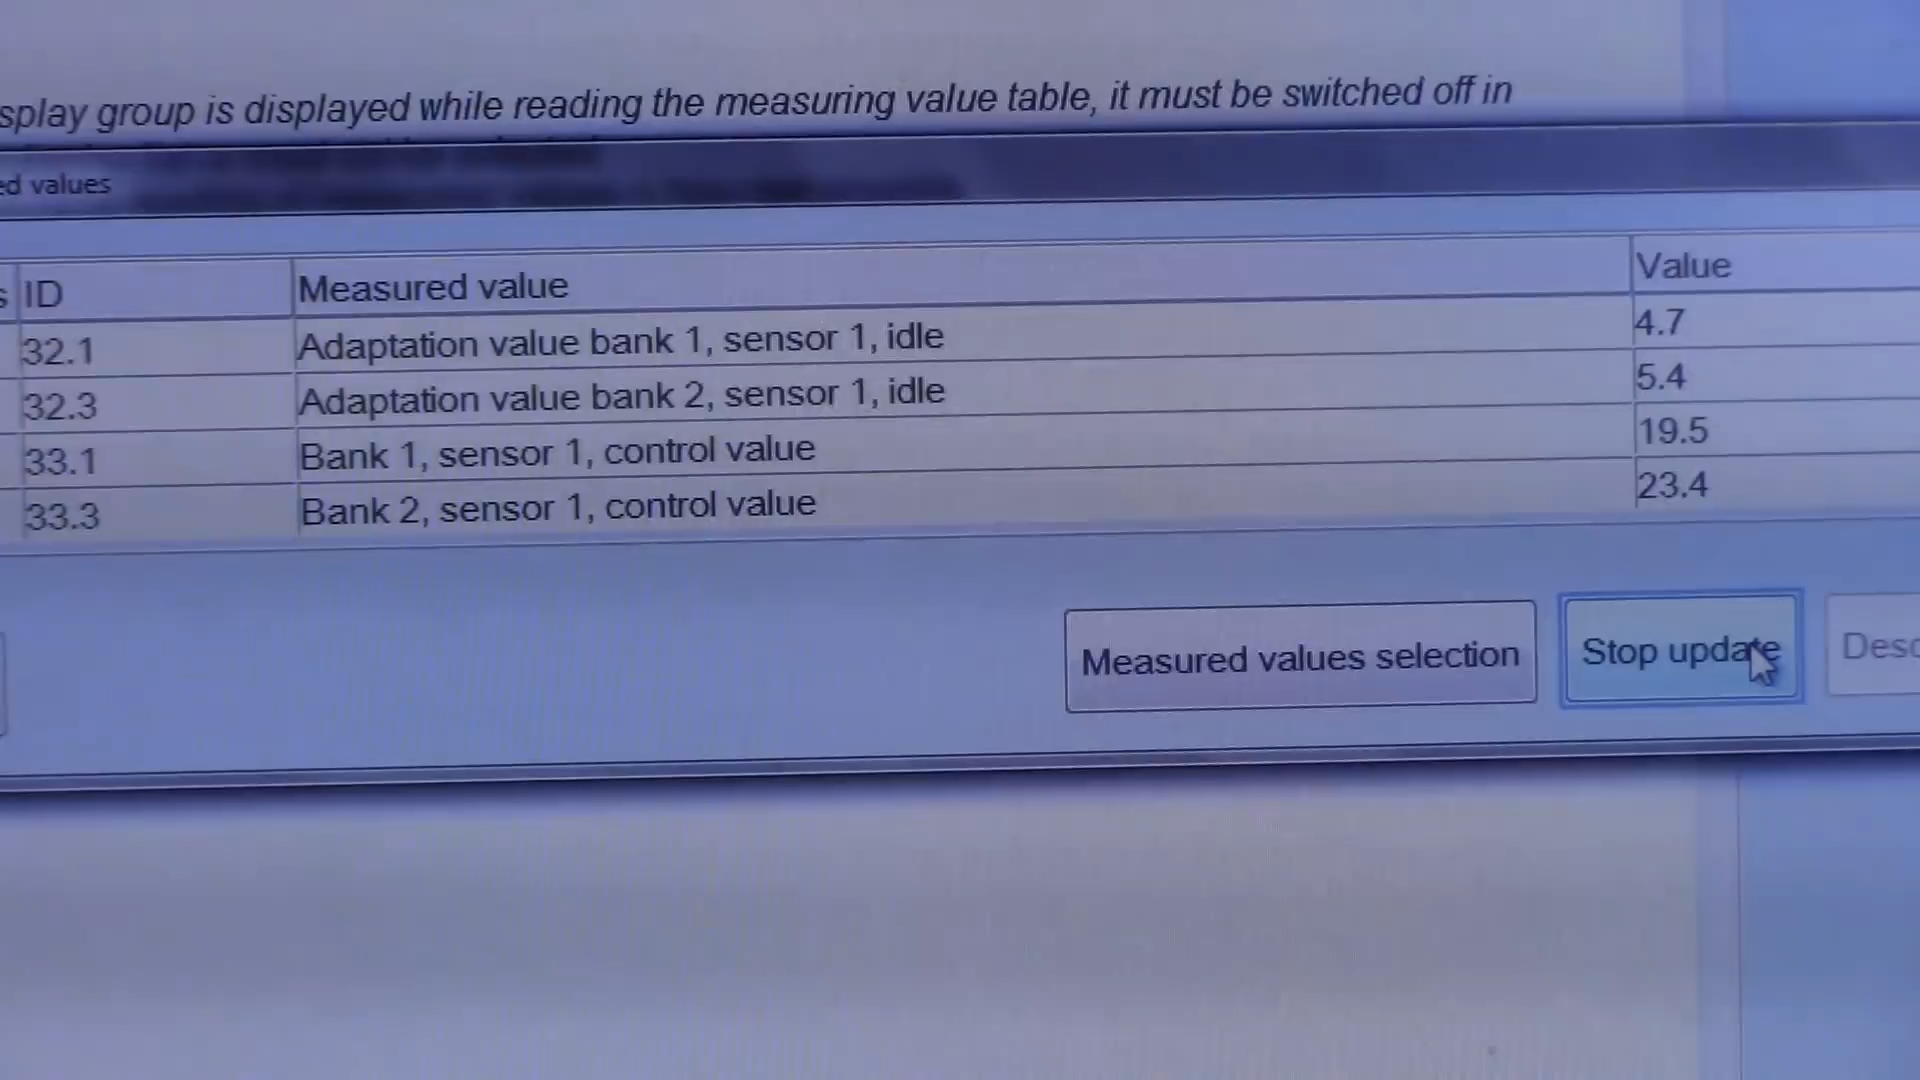 splay group is displayed while reading the measuring value table, it must be switched off in
ed values
s ID Measured value Value
32.1 Adaptation value bank 1, sensor 1, idle 4.7
32.3 Adaptation value bank 2, sensor 1, idle 5.4
33.1 Bank 1, sensor 1, control value 19.5
33.3 Bank 2, sensor 1, control value 23.4
Measured values selection Stop update Desc